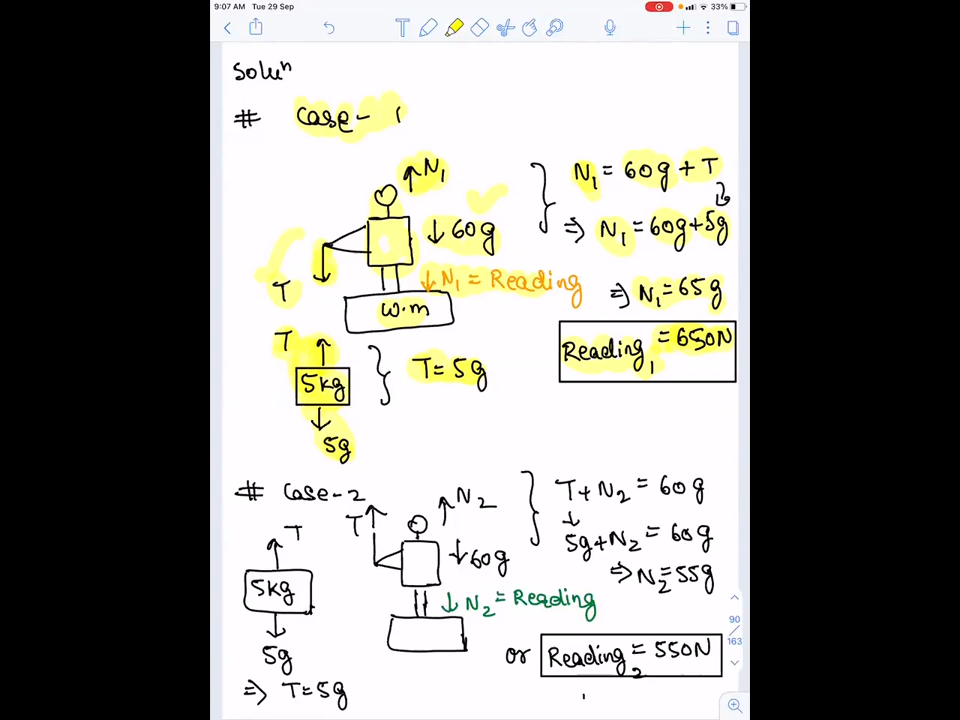 9:07 AM Tue 29 Sep
33%
T
Soluⁿ
# Case-1
↑N₁
N₁ = 60g + T
↓60g
⇒ N₁ = 60g+5g
T
↓N₁ = Reading
⇒ N₁=65g
w.m
T
Reading₁ = 650N
5kg
T=5g
5g
# Case-2
T+N₂ = 60g
T
T
↑N₂
5g+N₂ = 60g
↓60g
⇒N₂=55g
5kg
↓N₂ = Reading
90
163
5g
or Reading₂ = 550N
⇒ T=5g